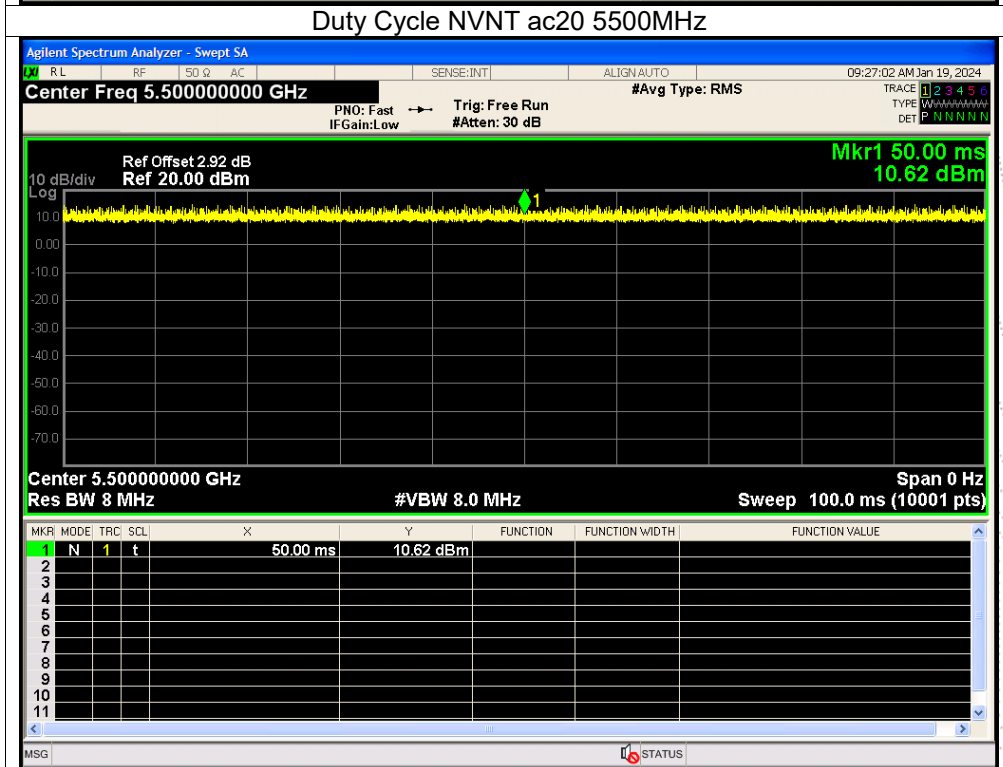 Duty Cycle NVNT ac20 5500MHz
Agilent Spectrum Analyzer - Swept SA
LXI RL RF 50 Ω AC SENSE:INT ALIGN AUTO 09:27:02 AM Jan 19, 2024
Center Freq 5.500000000 GHz #Avg Type: RMS TRACE 1 2 3 4 5 6
PNO: Fast Trig: Free Run TYPE W
IFGain:Low #Atten: 30 dB DET P N N N N N
Mkr1 50.00 ms
Ref Offset 2.92 dB
10 dB/div Ref 20.00 dBm 10.62 dBm
Log
1
10.0
0.00
-10.0
-20.0
-30.0
-40.0
-50.0
-60.0
-70.0
Center 5.500000000 GHz Span 0 Hz
Res BW 8 MHz #VBW 8.0 MHz Sweep 100.0 ms (10001 pts)
MKR MODE TRC SCL X Y FUNCTION FUNCTION WIDTH FUNCTION VALUE
1 N 1 t 50.00 ms 10.62 dBm
2
3
4
5
6
7
8
9
10
11
MSG STATUS